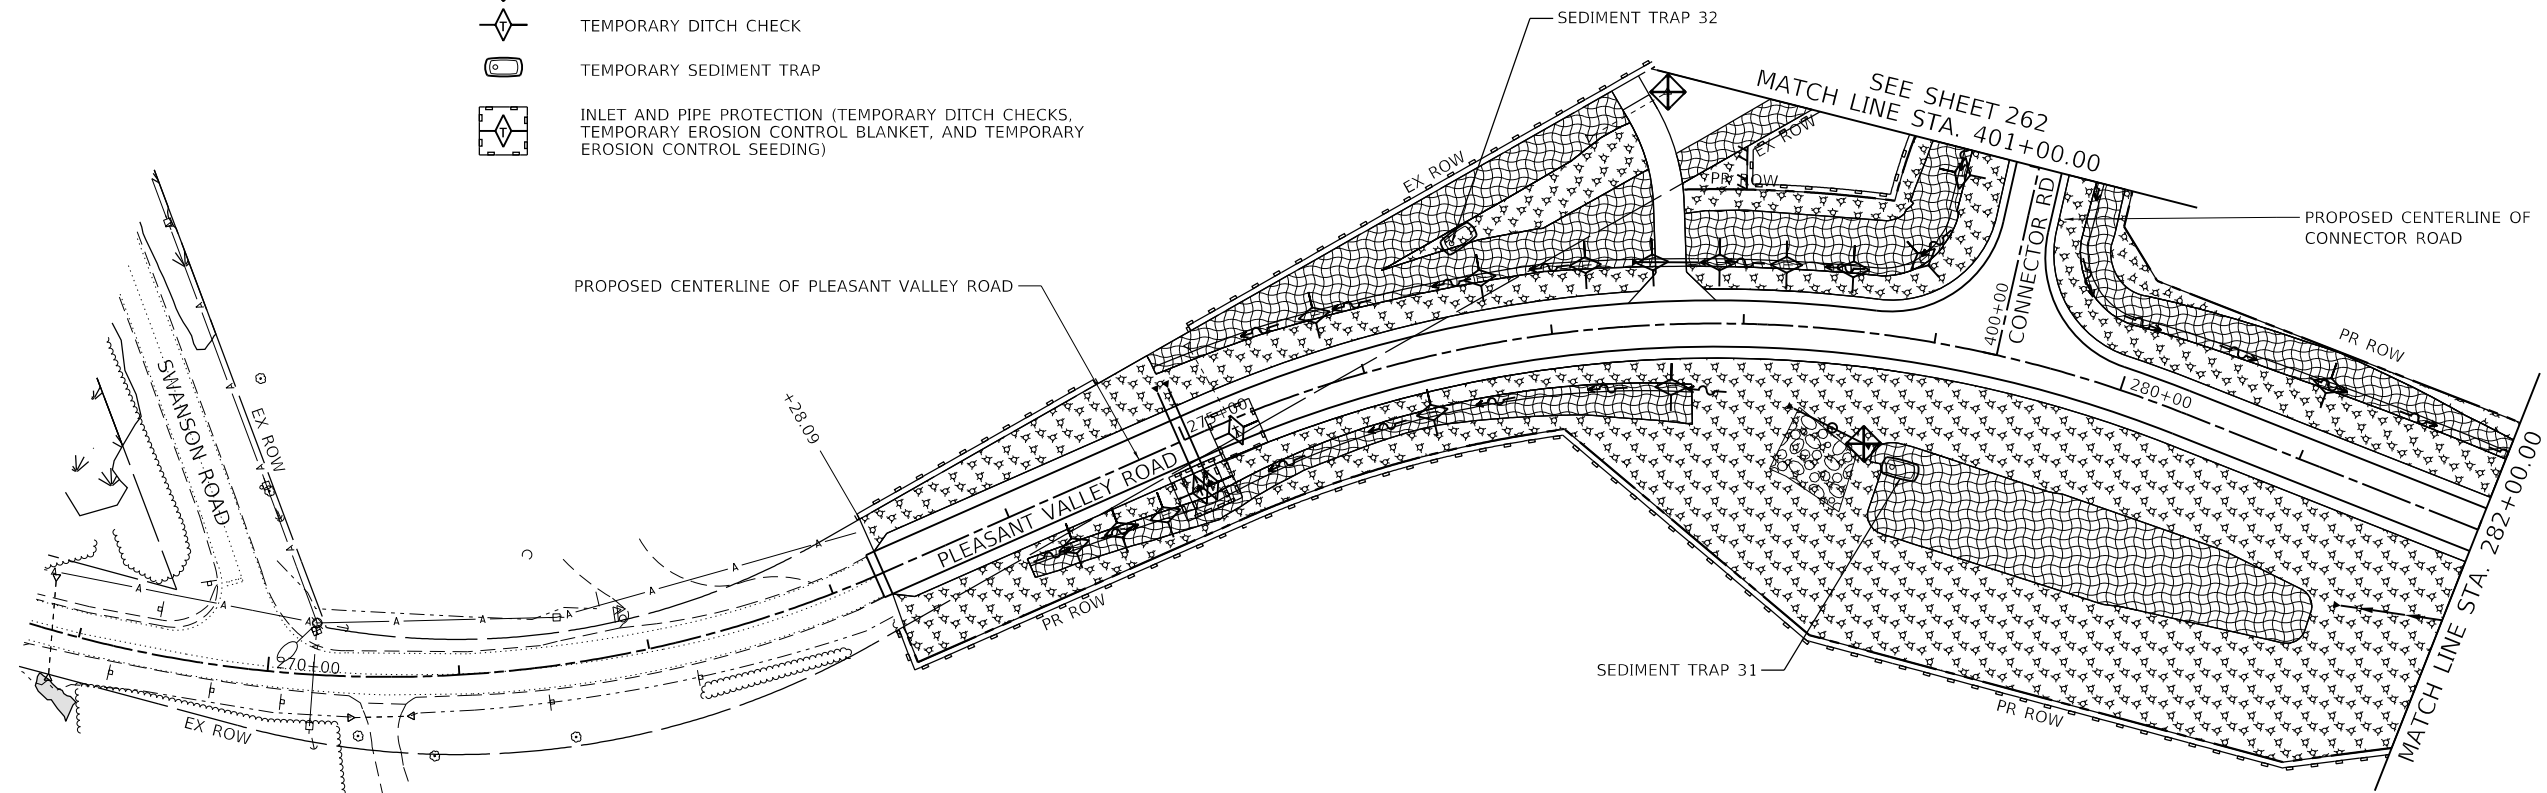 TEMPORARY DITCH CHECK
TEMPORARY SEDIMENT TRAP
INLET AND PIPE PROTECTION (TEMPORARY DITCH CHECKS,
TEMPORARY EROSION CONTROL BLANKET, AND TEMPORARY
EROSION CONTROL SEEDING)
SEDIMENT TRAP 32
SEE SHEET 262
MATCH LINE STA. 401+00.00
EX ROW
EX ROW
PR ROW
PROPOSED CENTERLINE OF
CONNECTOR ROAD
CONNECTOR RD
400+00
PROPOSED CENTERLINE OF PLEASANT VALLEY ROAD
PR ROW
280+00
SWANSON ROAD
EX ROW
+28.09
275+00
PLEASANT VALLEY ROAD
PR ROW
270+00
EX ROW
SEDIMENT TRAP 31
PR ROW
MATCH LINE STA. 282+00.00
T
T
A
A
A
A
A
A
A
A
A
A
A